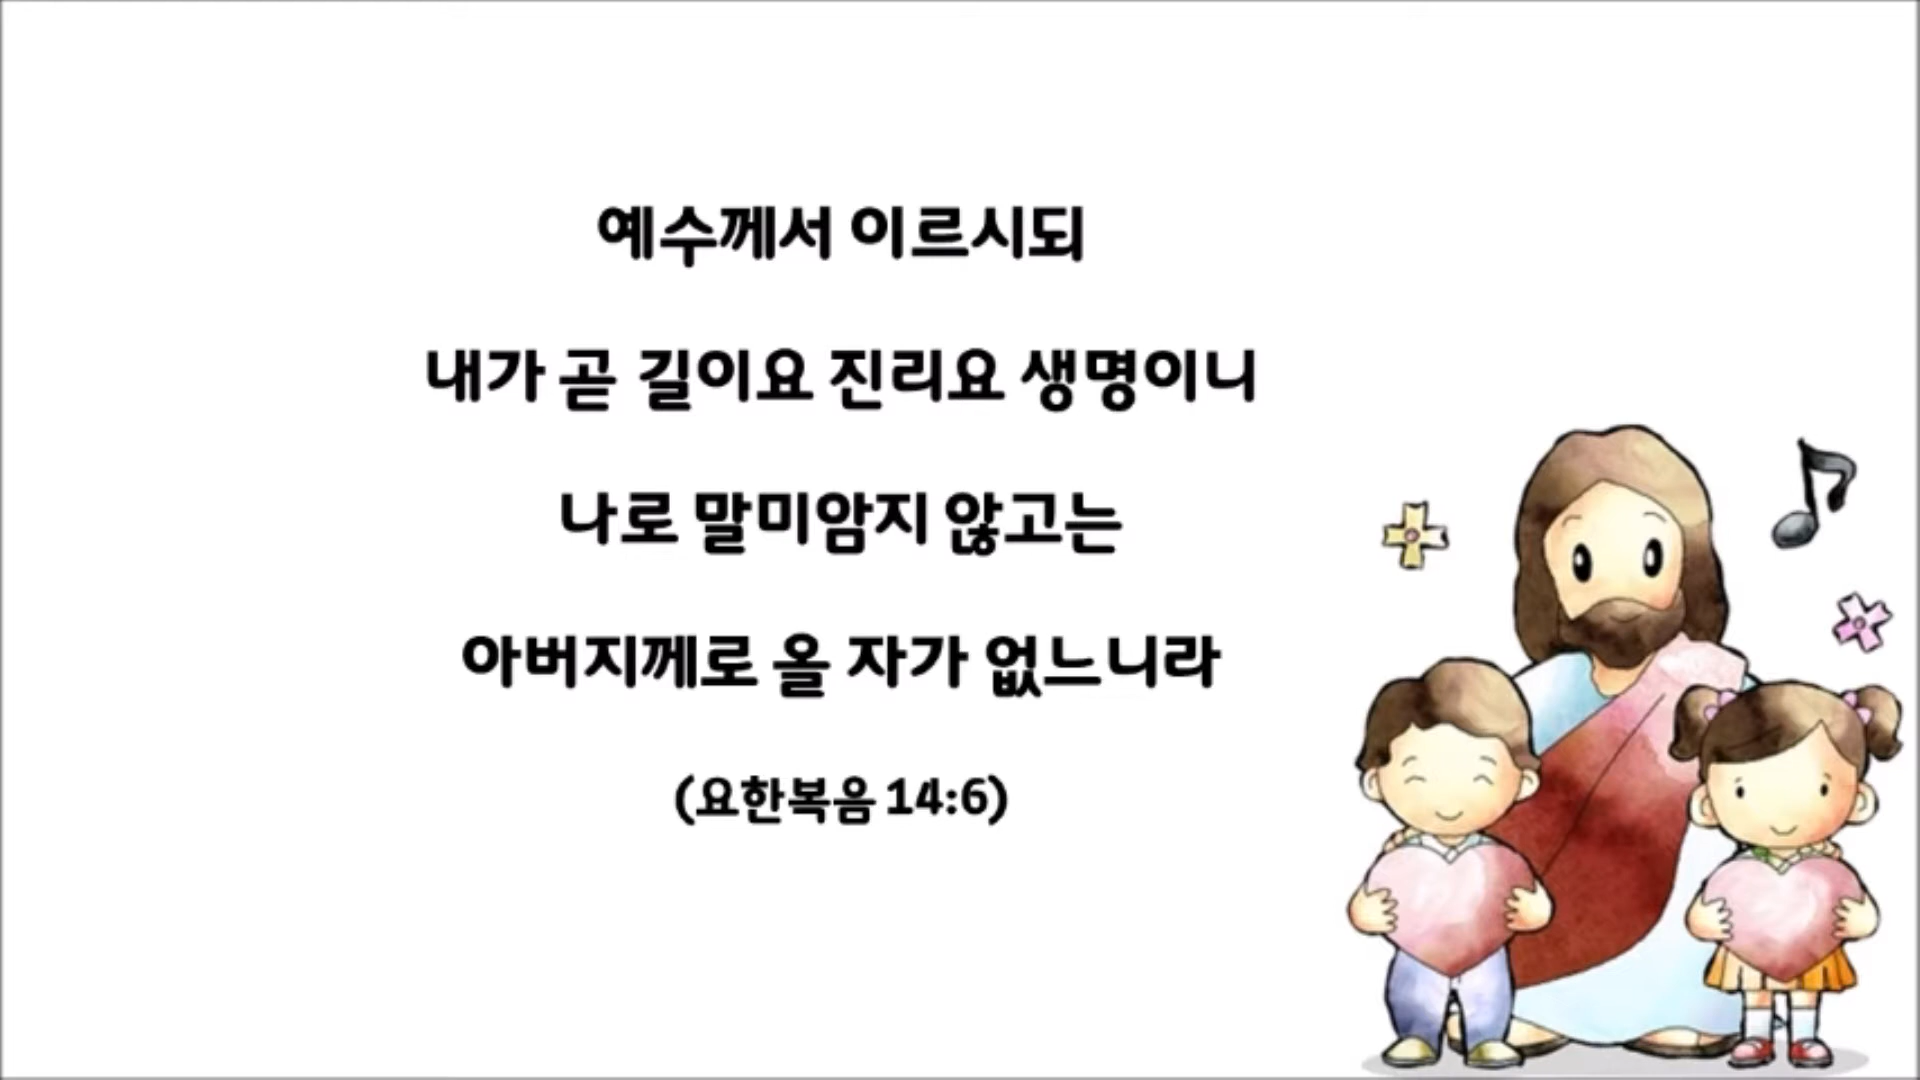 예수께서 이르시되
내가 곧 길이요 진리요 생명이니
나로 말미암지 않고는
아버지께로 올 자가 없느니라
(요한복음 14:6)